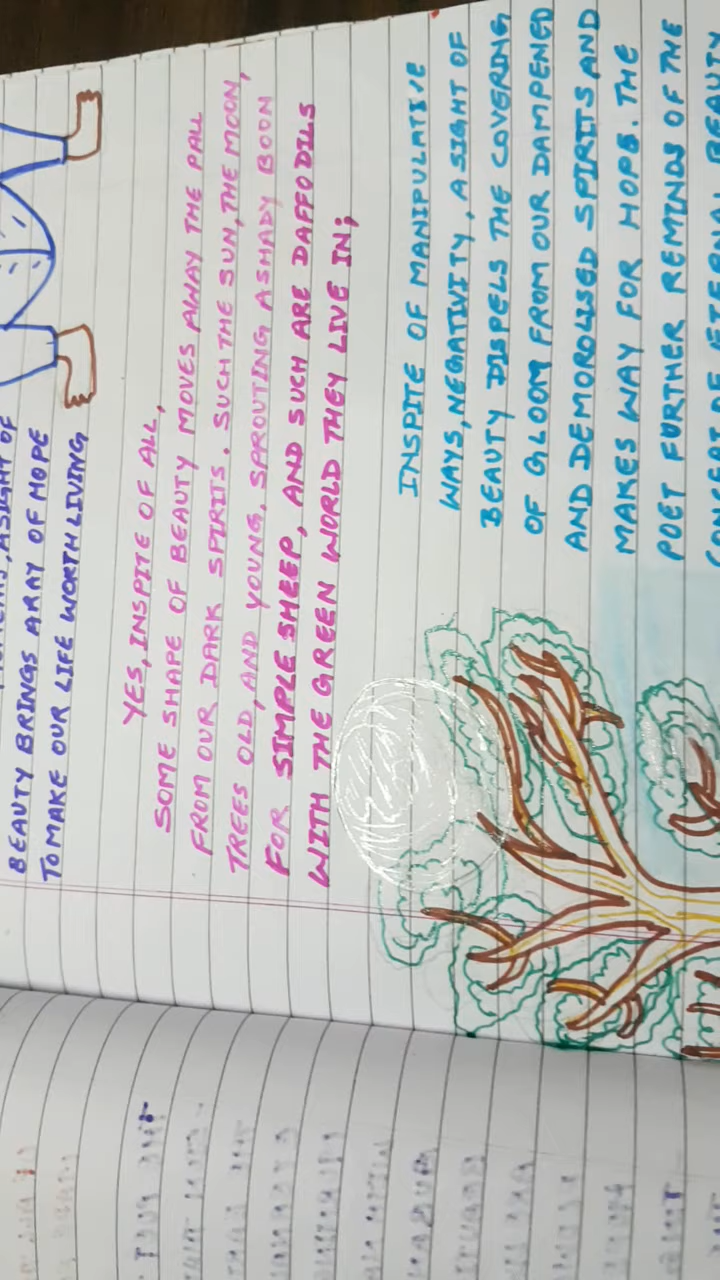 BEAUTY BRINGS ARAY OF HOPE
TO MAKE OUR LIFE WORTH LIVING
YES, INSPITE OF ALL,
SOME SHAPE OF BEAUTY MOVES AWAY THE PALL
FROM OUR DARK SPIRITS. SUCH THE SUN, THE MOON,
TREES OLD, AND YOUNG, SPROUTING A SHADY BOON
FOR SIMPLE SHEEP, AND SUCH ARE DAFFODILS
WITH THE GREEN WORLD THEY LIVE IN;
INSPITE OF MANIPULATIVE
WAYS, NEGATIVITY, A SIGHT OF
BEAUTY DISPELS THE COVERING
OF GLOOM FROM OUR DAMPENED
AND DEMOROLISED SPIRITS AND
MAKES WAY FOR HOPE. THE
POET FURTHER REMINDS OF THE